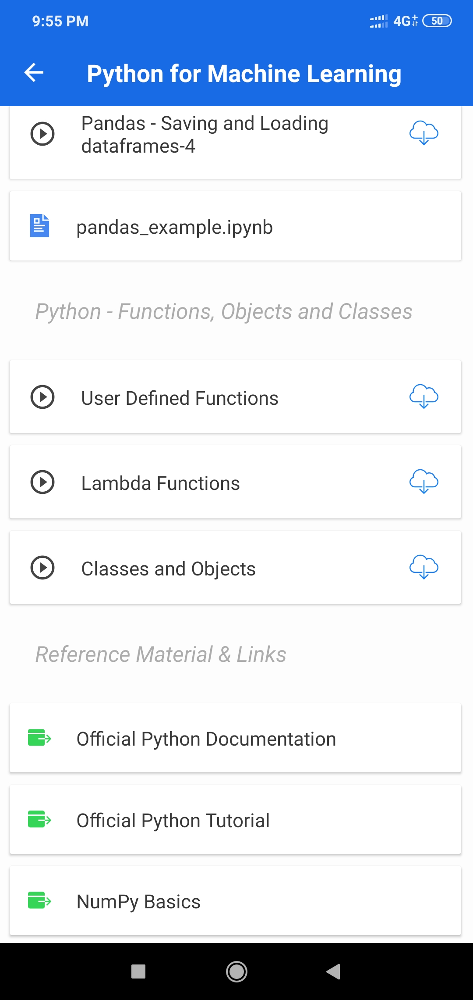 9:55 PM 4G+ 50
Python for Machine Learning
Pandas - Saving and Loading
dataframes-4
pandas_example.ipynb
Python - Functions, Objects and Classes
User Defined Functions
Lambda Functions
Classes and Objects
Reference Material & Links
Official Python Documentation
Official Python Tutorial
NumPy Basics